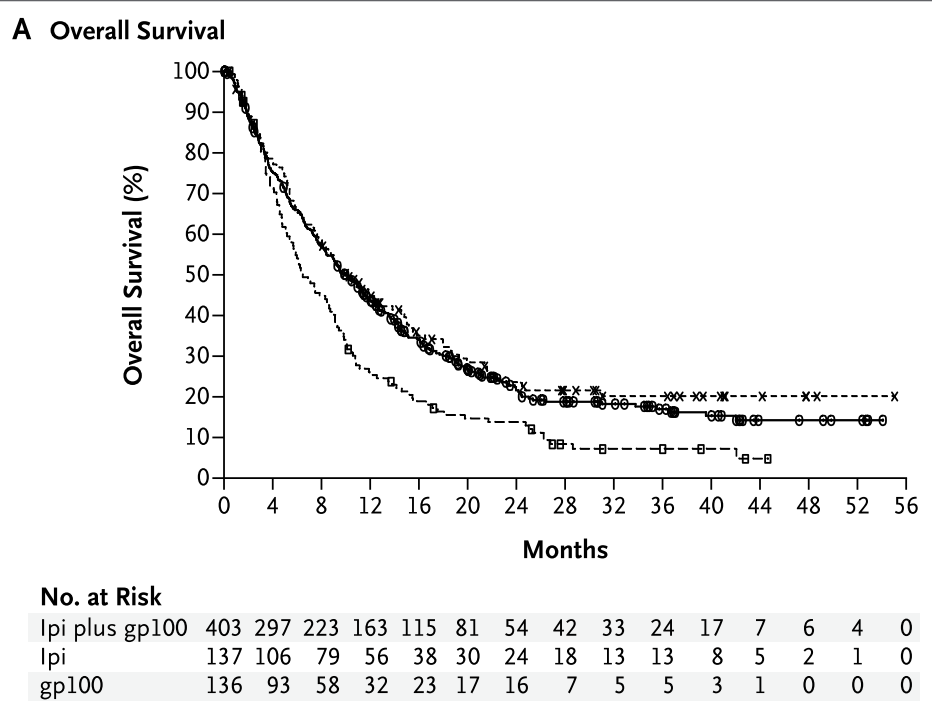 A Overall Survival
100
90
80
70
60
50
40
30
20
10
0
Overall Survival (%)
0 4 8 12 16 20 24 28 32 36 40 44 48 52 56
Months
No. at Risk
Ipi plus gp100 403 297 223 163 115 81 54 42 33 24 17 7 6 4 0
Ipi 137 106 79 56 38 30 24 18 13 13 8 5 2 1 0
gp100 136 93 58 32 23 17 16 7 5 5 3 1 0 0 0